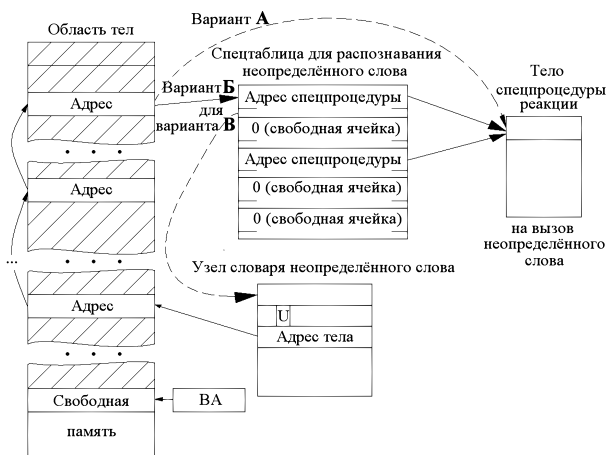 Вариант А
Область тел
Спецтаблица для распознавания
неопределённого слова
Тело
спецпроцедуры
реакции
Адрес
Вариант Б
для
варианта В
Адрес спецпроцедуры
0 (свободная ячейка)
Адрес спецпроцедуры
0 (свободная ячейка)
0 (свободная ячейка)
• • •
Адрес
на вызов
неопределённого
слова
...
• • •
Узел словаря неопределённого слова
Адрес
U
Адрес тела
• • •
Свободная
память
ВА